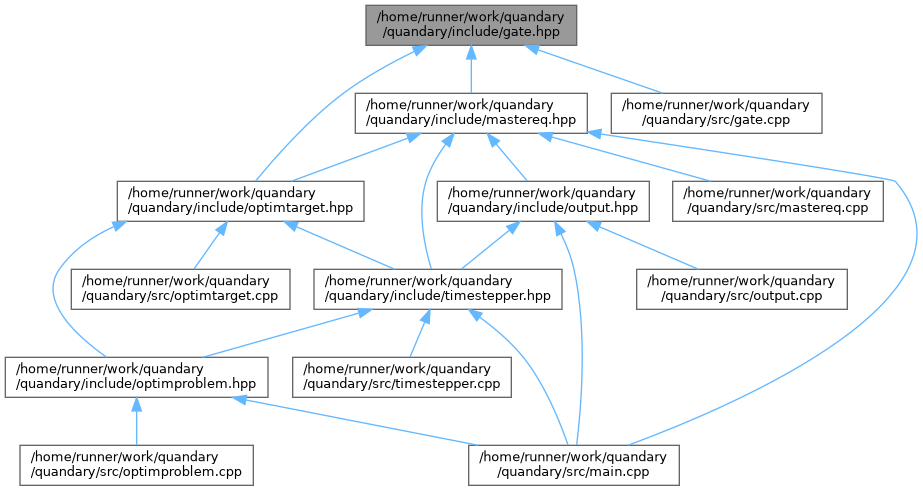 /home/runner/work/quandary
/quandary/include/gate.hpp
/home/runner/work/quandary
/quandary/include/mastereq.hpp
/home/runner/work/quandary
/quandary/src/gate.cpp
/home/runner/work/quandary
/quandary/include/optimtarget.hpp
/home/runner/work/quandary
/quandary/include/output.hpp
/home/runner/work/quandary
/quandary/src/mastereq.cpp
/home/runner/work/quandary
/quandary/src/optimtarget.cpp
/home/runner/work/quandary
/quandary/include/timestepper.hpp
/home/runner/work/quandary
/quandary/src/output.cpp
/home/runner/work/quandary
/quandary/include/optimproblem.hpp
/home/runner/work/quandary
/quandary/src/timestepper.cpp
/home/runner/work/quandary
/quandary/src/optimproblem.cpp
/home/runner/work/quandary
/quandary/src/main.cpp